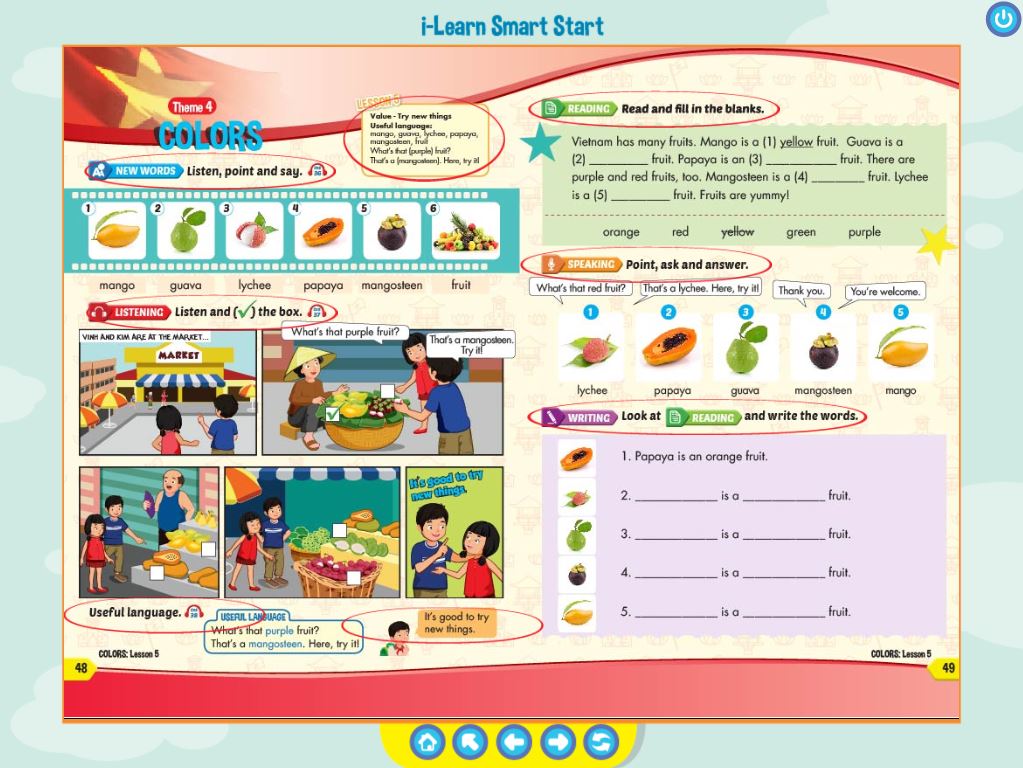 i-Learn Smart Start
Theme 4
COLORS
LESSON 5
Value - Try new things
Useful language:
mango, guava, lychee, papaya,
mangosteen, fruit
What's that (purple) fruit?
That's a (mangosteen). Here, try it!
NEW WORDS Listen, point and say.
1 2 3 4 5 6
mango guava lychee papaya mangosteen fruit
LISTENING Listen and (✓) the box.
VINH AND KIM ARE AT THE MARKET...
MARKET
What's that purple fruit?
That's a mangosteen.
Try it!
It's good to try
new things.
Useful language.
USEFUL LANGUAGE
What's that purple fruit?
That's a mangosteen. Here, try it!
It's good to try
new things.
COLORS: Lesson 5
48
READING Read and fill in the blanks.
Vietnam has many fruits. Mango is a (1) yellow fruit. Guava is a
(2) _________ fruit. Papaya is an (3) ___________ fruit. There are
purple and red fruits, too. Mangosteen is a (4) ________ fruit. Lychee
is a (5) _________ fruit. Fruits are yummy!
orange red yellow green purple
SPEAKING Point, ask and answer.
What's that red fruit? That's a lychee. Here, try it! Thank you. You're welcome.
1 2 3 4 5
lychee papaya guava mangosteen mango
WRITING Look at READING and write the words.
1. Papaya is an orange fruit.
2. _____________ is a _____________ fruit.
3. _____________ is a _____________ fruit.
4. _____________ is a _____________ fruit.
5. _____________ is a _____________ fruit.
COLORS: Lesson 5
49